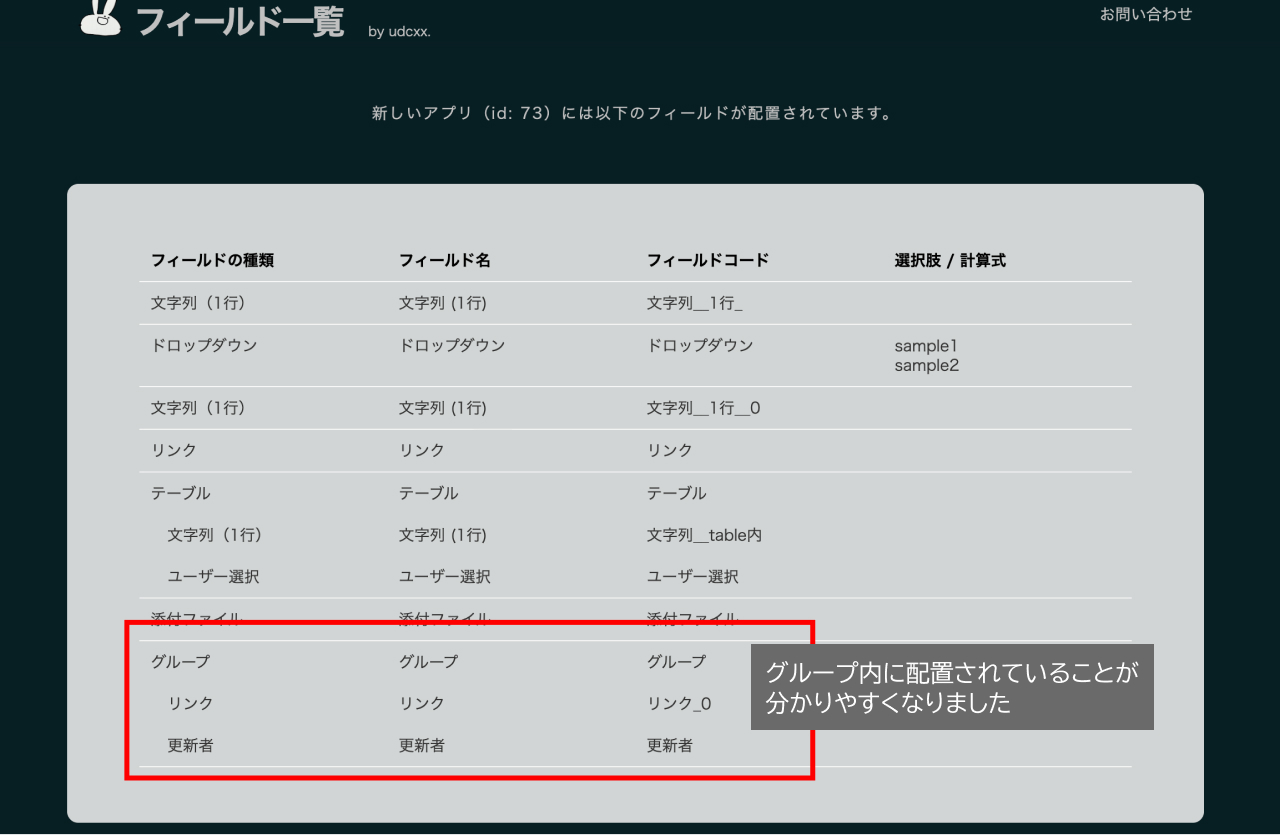 フィールド一覧 by udcxx.
お問い合わせ
新しいアプリ（id: 73）には以下のフィールドが配置されています。
フィールドの種類 フィールド名 フィールドコード 選択肢 / 計算式
文字列（1行） 文字列 (1行) 文字列__1行_
ドロップダウン ドロップダウン ドロップダウン sample1
sample2
文字列（1行） 文字列 (1行) 文字列__1行__0
リンク リンク リンク
テーブル テーブル テーブル
文字列（1行） 文字列 (1行) 文字列__table内
ユーザー選択 ユーザー選択 ユーザー選択
添付ファイル 添付ファイル 添付ファイル
グループ グループ グループ
リンク リンク リンク_0
更新者 更新者 更新者
グループ内に配置されていることが
分かりやすくなりました